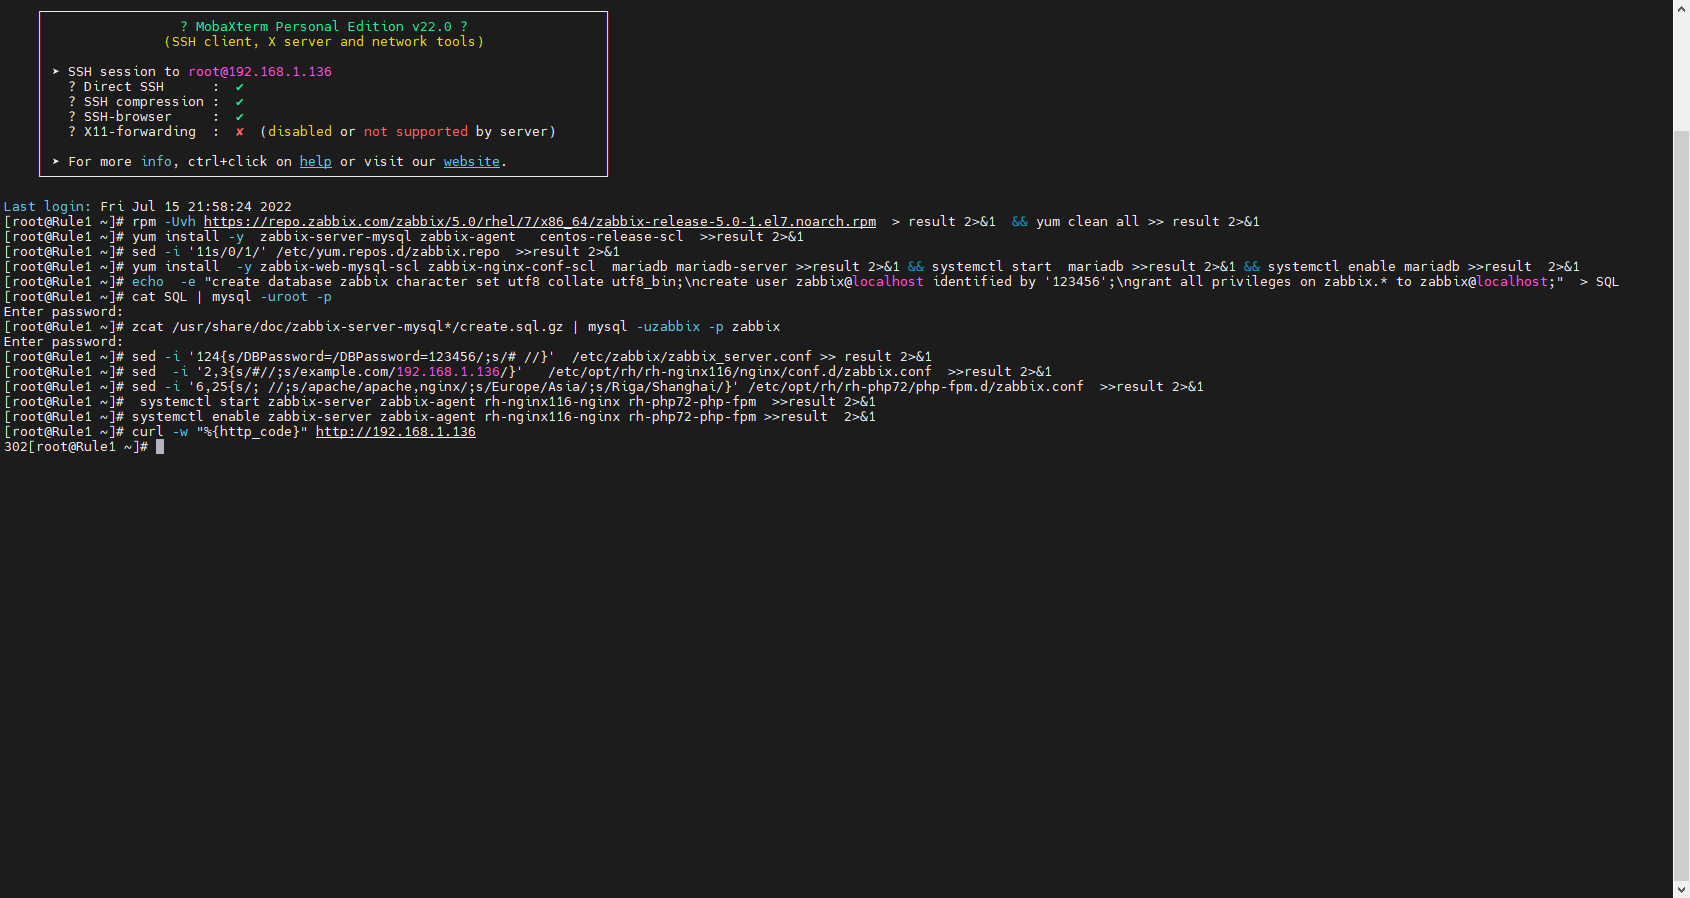 ? MobaXterm Personal Edition v22.0 ?
(SSH client, X server and network tools)
➤ SSH session to root@192.168.1.136
? Direct SSH      :  ✔
? SSH compression :  ✔
? SSH-browser     :  ✔
? X11-forwarding  :  ✘  (disabled or not supported by server)
➤ For more info, ctrl+click on help or visit our website.
Last login: Fri Jul 15 21:58:24 2022
[root@Rule1 ~]# rpm -Uvh https://repo.zabbix.com/zabbix/5.0/rhel/7/x86_64/zabbix-release-5.0-1.el7.noarch.rpm  > result 2>&1  && yum clean all >> result 2>&1
[root@Rule1 ~]# yum install -y  zabbix-server-mysql zabbix-agent   centos-release-scl  >>result 2>&1
[root@Rule1 ~]# sed -i '11s/0/1/' /etc/yum.repos.d/zabbix.repo  >>result 2>&1
[root@Rule1 ~]# yum install  -y zabbix-web-mysql-scl zabbix-nginx-conf-scl  mariadb mariadb-server >>result 2>&1 && systemctl start  mariadb >>result 2>&1 && systemctl enable mariadb >>result  2>&1
[root@Rule1 ~]# echo  -e "create database zabbix character set utf8 collate utf8_bin;\ncreate user zabbix@localhost identified by '123456';\ngrant all privileges on zabbix.* to zabbix@localhost;"  > SQL
[root@Rule1 ~]# cat SQL | mysql -uroot -p
Enter password:
[root@Rule1 ~]# zcat /usr/share/doc/zabbix-server-mysql*/create.sql.gz | mysql -uzabbix -p zabbix
Enter password:
[root@Rule1 ~]# sed -i '124{s/DBPassword=/DBPassword=123456/;s/# //}'  /etc/zabbix/zabbix_server.conf >> result 2>&1
[root@Rule1 ~]# sed  -i '2,3{s/#//;s/example.com/192.168.1.136/}'   /etc/opt/rh/rh-nginx116/nginx/conf.d/zabbix.conf  >>result 2>&1
[root@Rule1 ~]# sed -i '6,25{s/; //;s/apache/apache,nginx/;s/Europe/Asia/;s/Riga/Shanghai/}' /etc/opt/rh/rh-php72/php-fpm.d/zabbix.conf  >>result 2>&1
[root@Rule1 ~]#  systemctl start zabbix-server zabbix-agent rh-nginx116-nginx rh-php72-php-fpm  >>result 2>&1
[root@Rule1 ~]# systemctl enable zabbix-server zabbix-agent rh-nginx116-nginx rh-php72-php-fpm >>result  2>&1
[root@Rule1 ~]# curl -w "%{http_code}" http://192.168.1.136
302[root@Rule1 ~]#